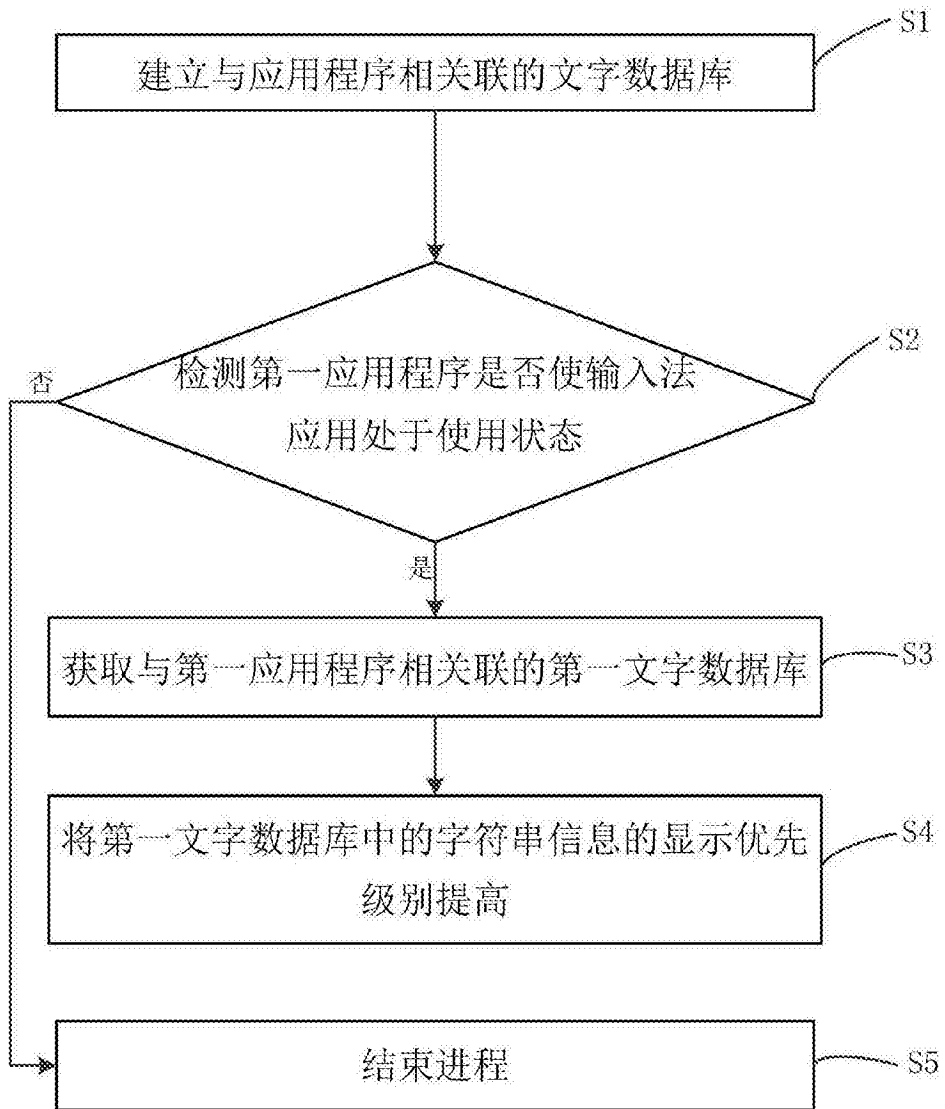 S1
建立与应用程序相关联的文字数据库
S2
检测第一应用程序是否使输入法
应用处于使用状态
否
是
S3
获取与第一应用程序相关联的第一文字数据库
S4
将第一文字数据库中的字符串信息的显示优先
级别提高
S5
结束进程